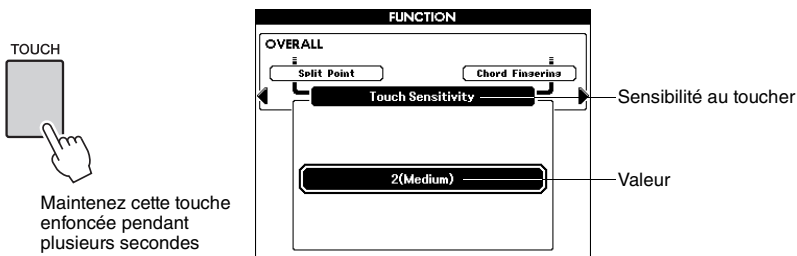 FUNCTION
OVERALL
TOUCH
Split Point
Chord Fingering
Touch Sensitivity
Sensibilité au toucher
2(Medium)
Valeur
Maintenez cette touche
enfoncée pendant
plusieurs secondes